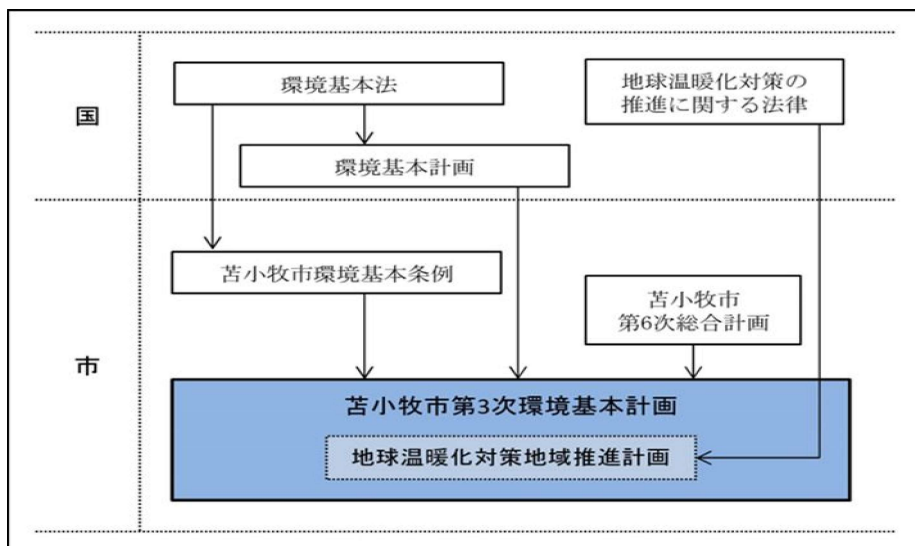 国
環境基本法
地球温暖化対策の
推進に関する法律
環境基本計画
市
苫小牧市環境基本条例
苫小牧市
第6次総合計画
苫小牧市第3次環境基本計画
地球温暖化対策地域推進計画